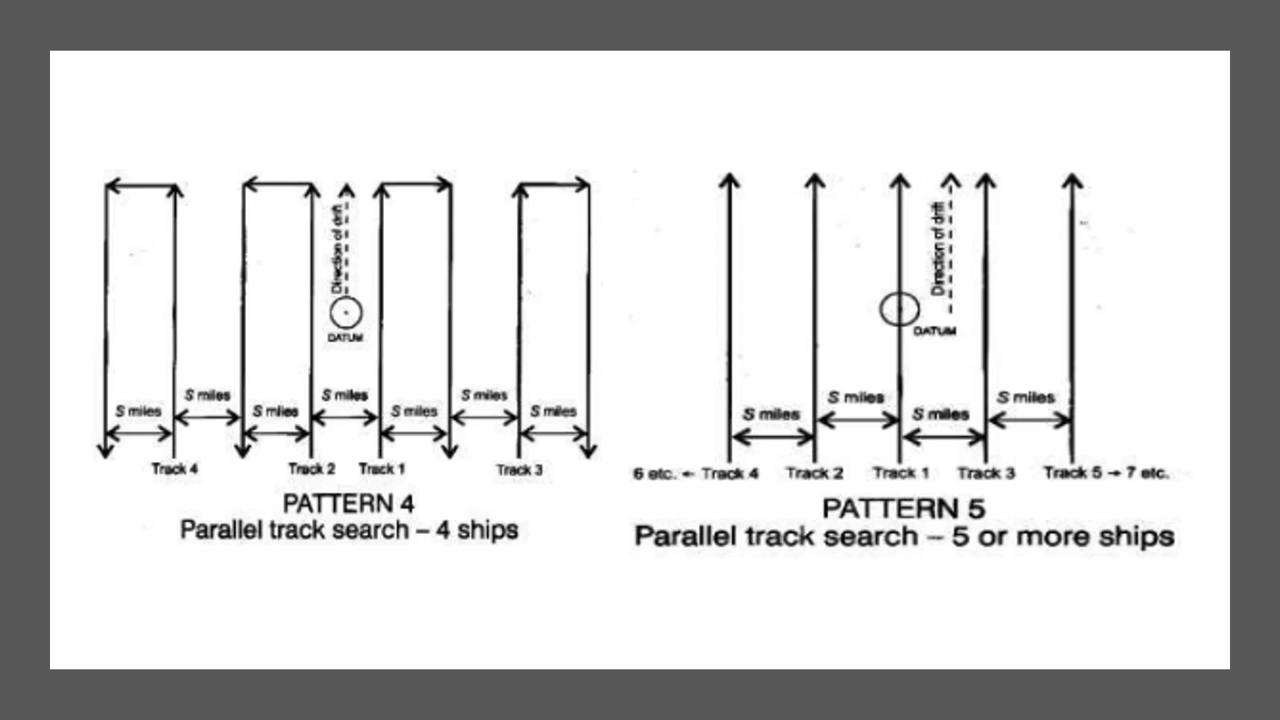 Direction of drift
DATUM
S miles
S miles
S miles
S miles
S miles
S miles
S miles
Track 4
Track 2
Track 1
Track 3
PATTERN 4
Parallel track search – 4 ships
Direction of drift
DATUM
S miles
S miles
S miles
S miles
6 etc. ← Track 4
Track 2
Track 1
Track 3
Track 5 → 7 etc.
PATTERN 5
Parallel track search – 5 or more ships